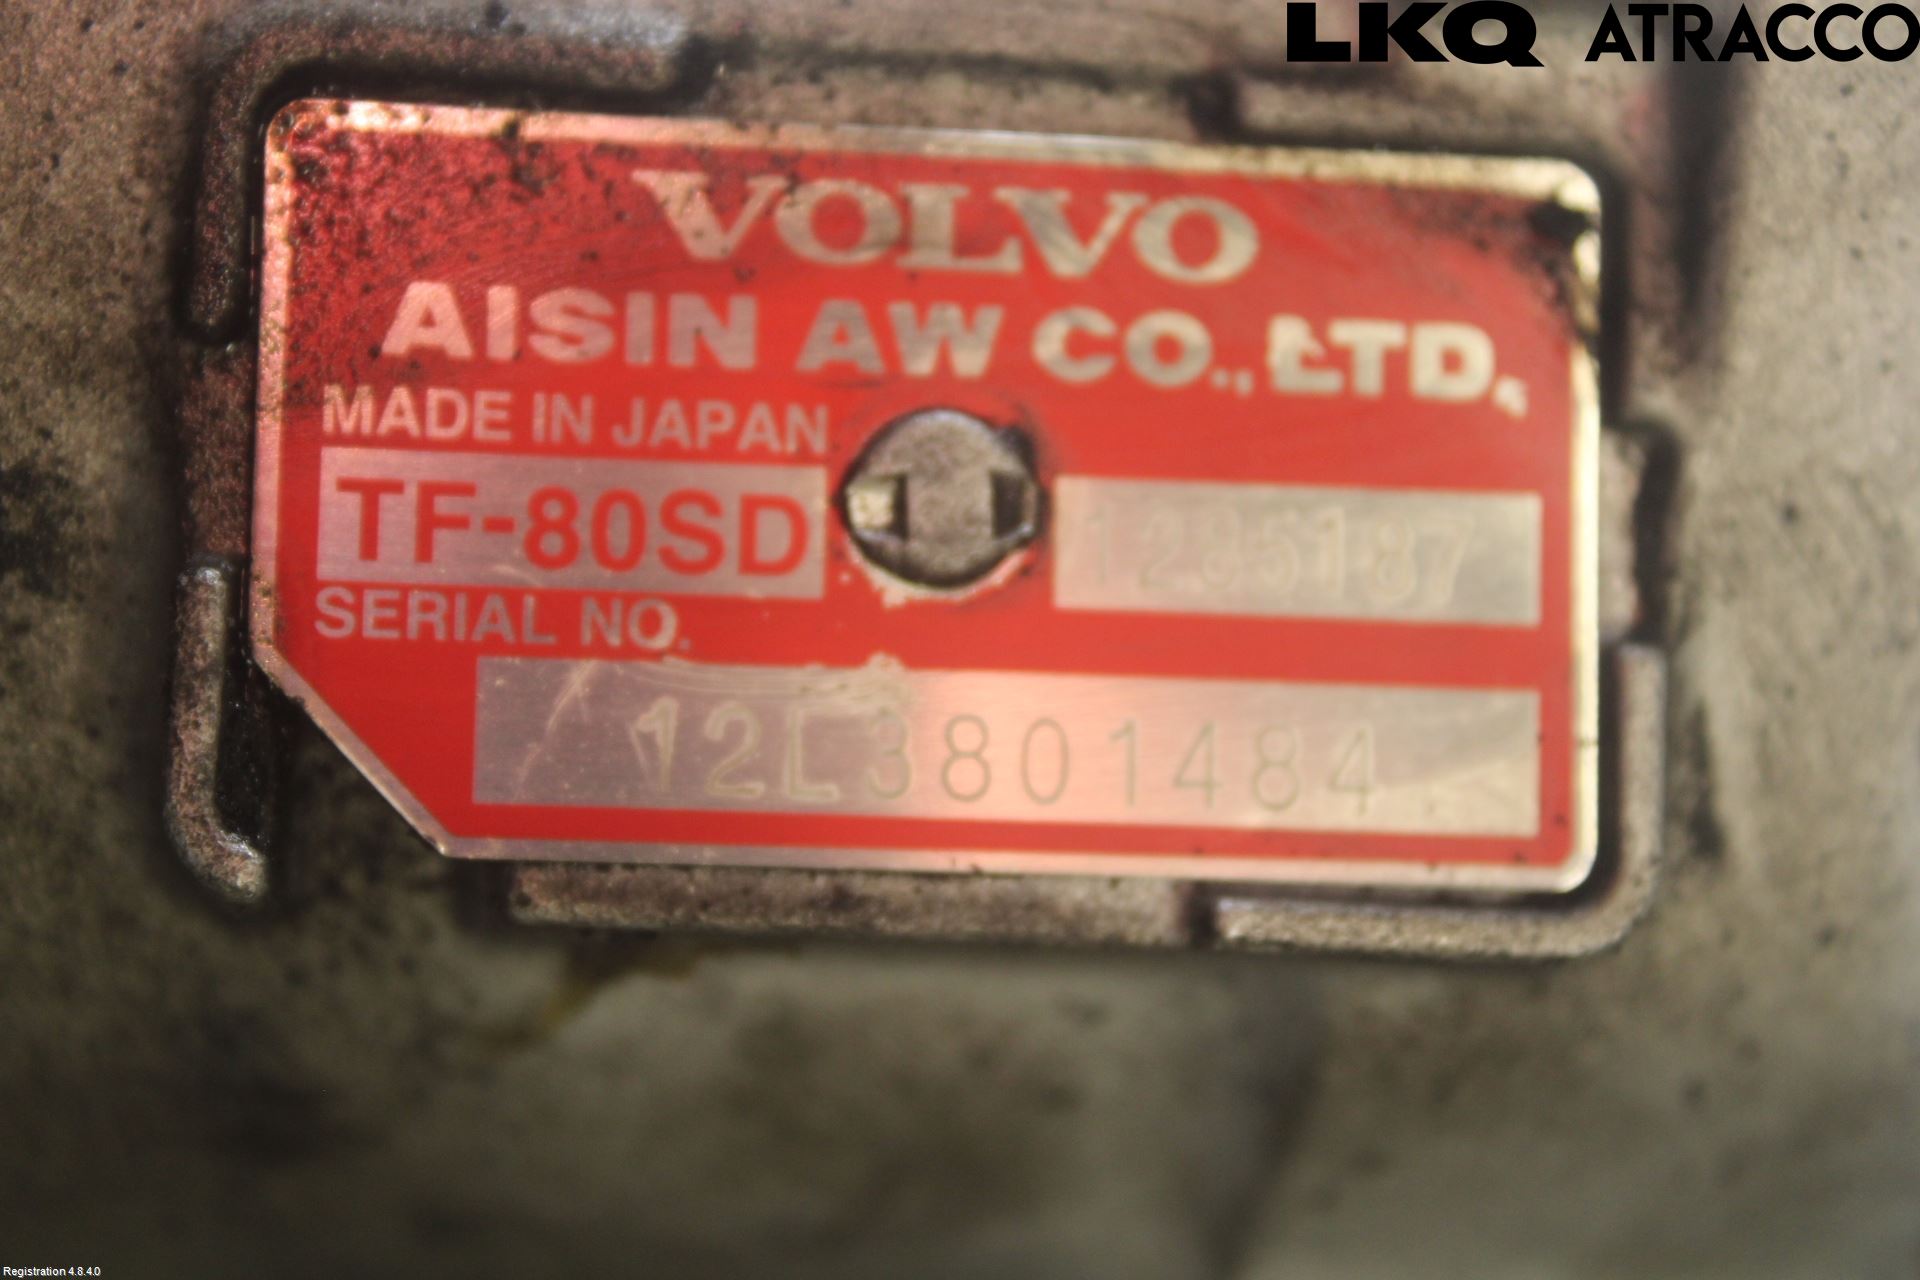 LKQ ATRACCO
VOLVO
AISIN AW CO., LTD.
MADE IN JAPAN
TF-80SD 1285187
SERIAL NO.
12L3801484
Registration 4.8.4.0